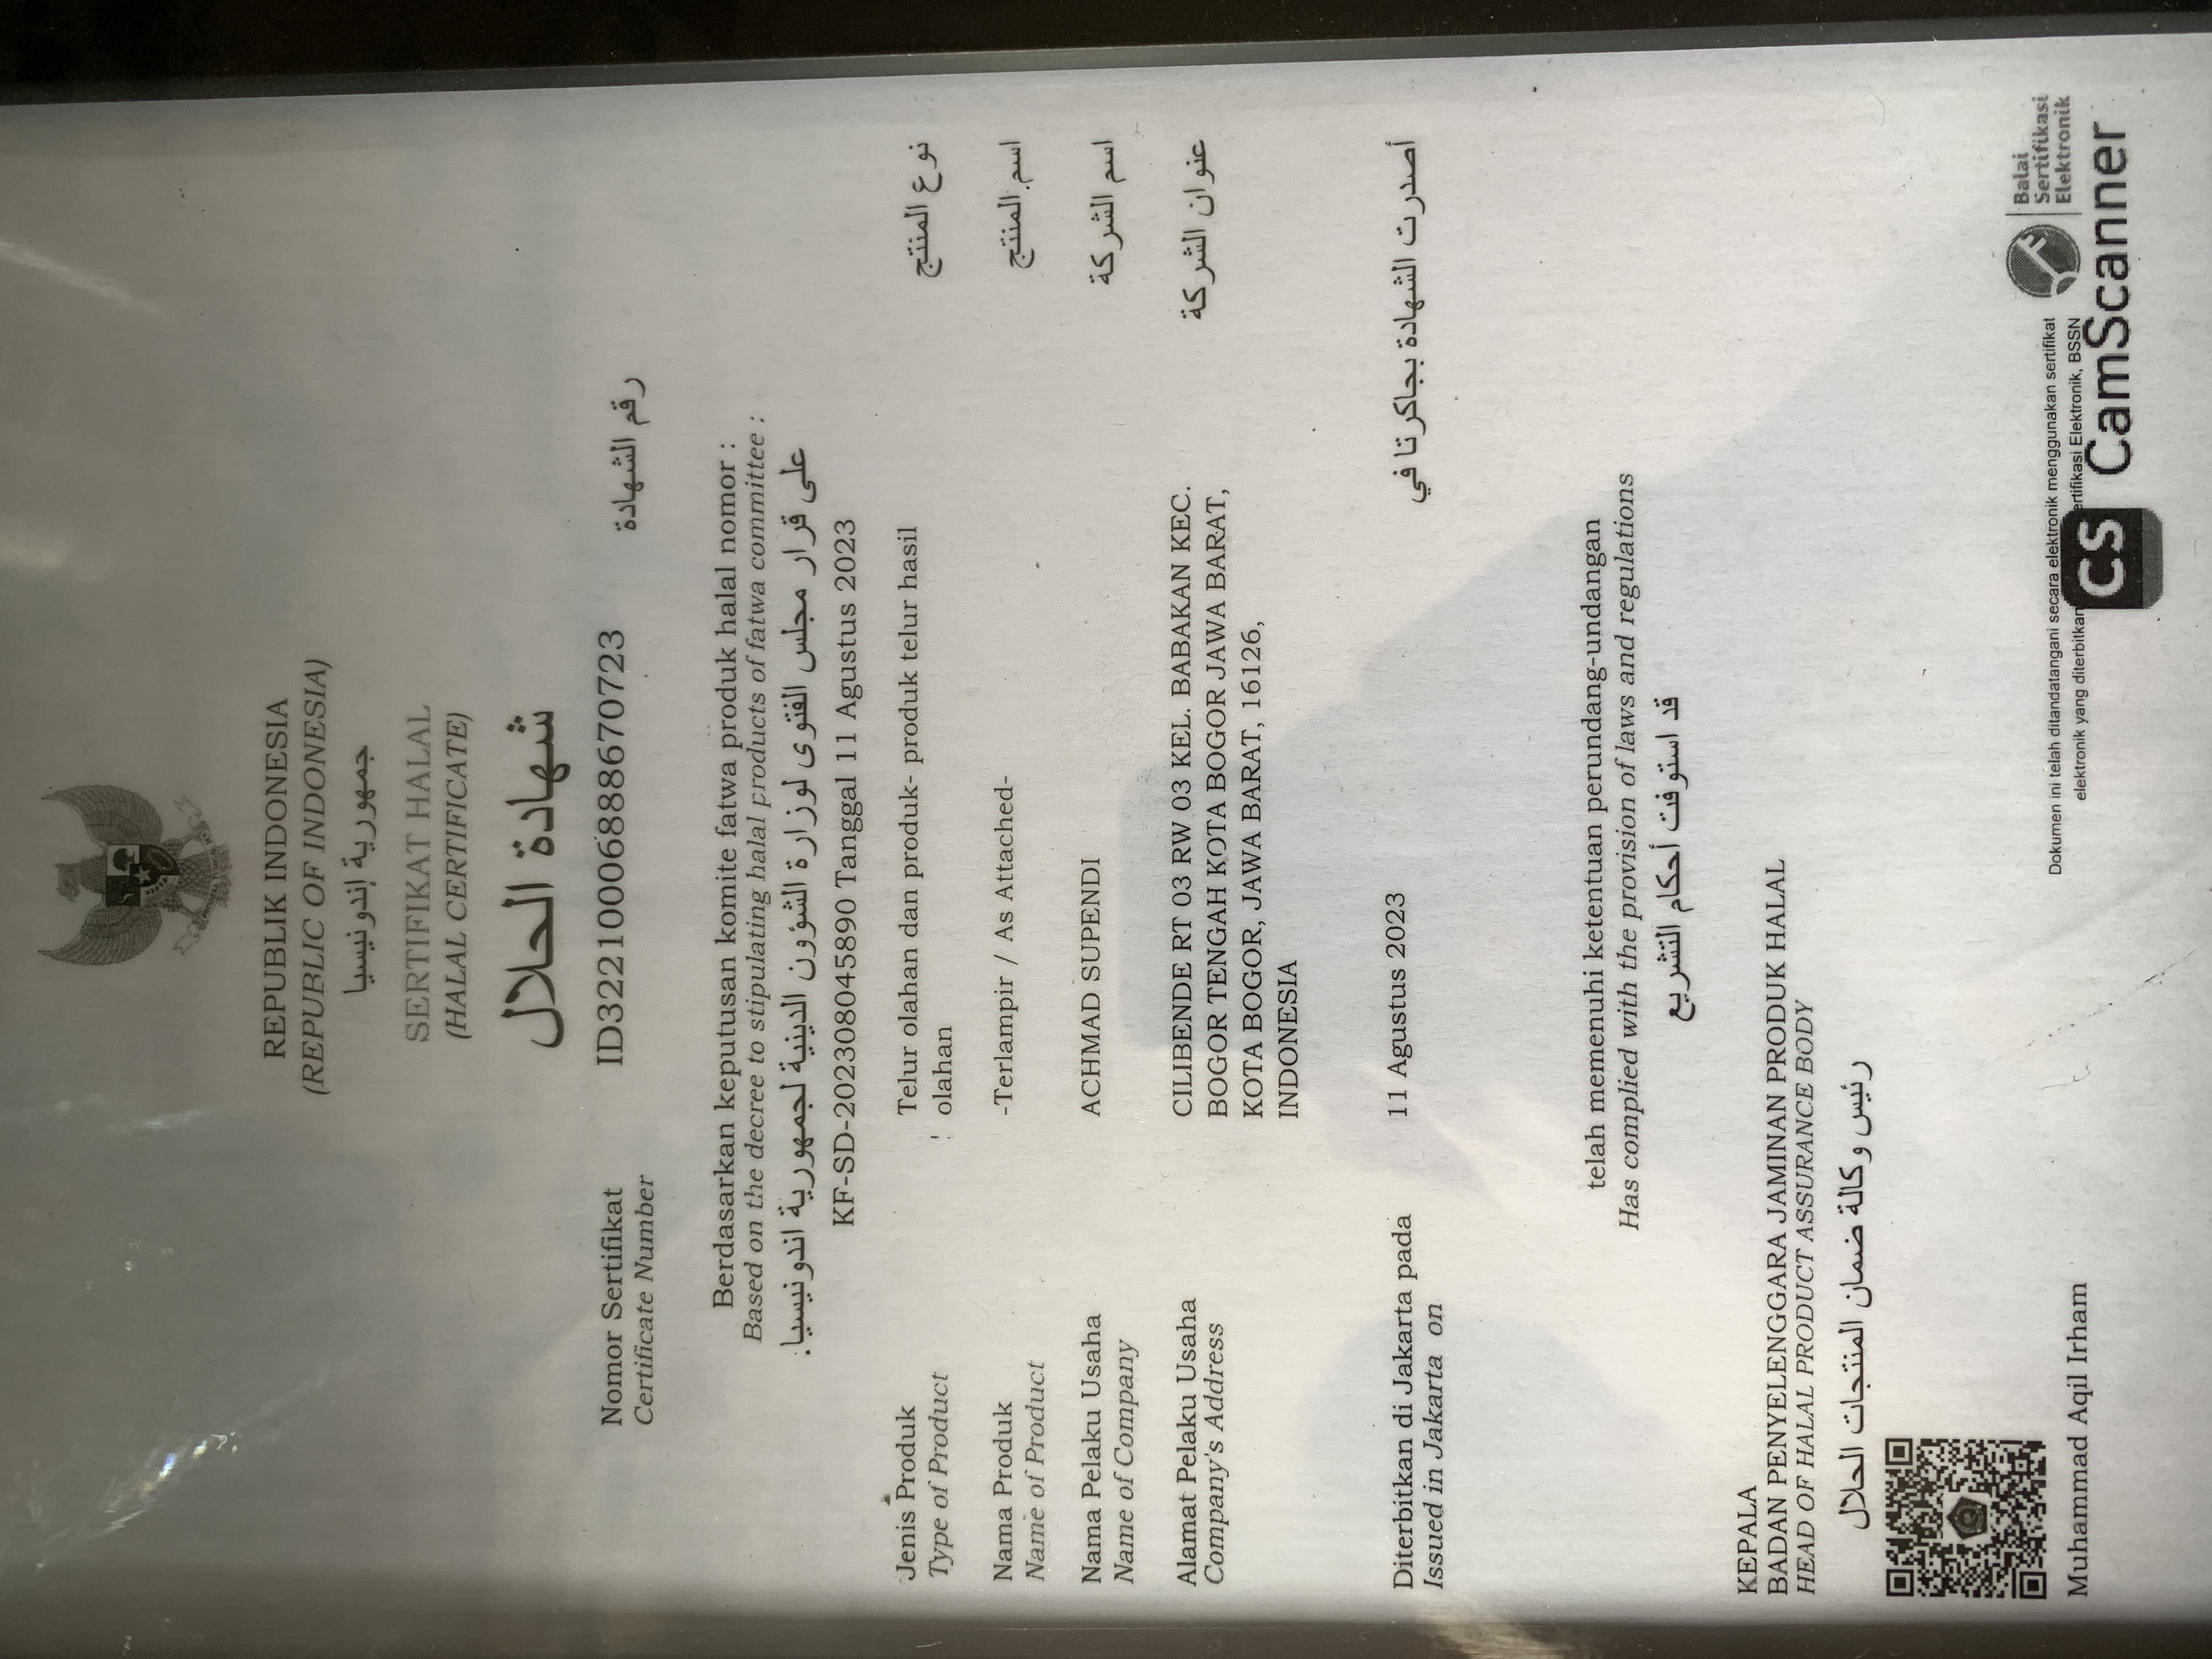 REPUBLIK INDONESIA
(REPUBLIC OF INDONESIA)
جمهورية إندونيسيا
SERTIFIKAT HALAL
(HALAL CERTIFICATE)
شهادة الحلال
Nomor Sertifikat ID32210006888670723 رقم الشهادة
Certificate Number
Berdasarkan keputusan komite fatwa produk halal nomor :
Based on the decree to stipulating halal products of fatwa committee :
على قرار مجلس الفتوى لوزارة الشؤون الدينية لجمهورية اندونيسيا.
KF-SD-202308045890 Tanggal 11 Agustus 2023
Jenis Produk Telur olahan dan produk- produk telur hasil نوع المنتج
Type of Product : olahan
Nama Produk -Terlampir / As Attached- اسم المنتج
Name of Product
Nama Pelaku Usaha ACHMAD SUPENDI اسم الشركة
Name of Company
Alamat Pelaku Usaha CILIBENDE RT 03 RW 03 KEL. BABAKAN KEC. عنوان الشركة
Company's Address BOGOR TENGAH KOTA BOGOR JAWA BARAT,
KOTA BOGOR, JAWA BARAT, 16126,
INDONESIA
Diterbitkan di Jakarta pada 11 Agustus 2023 أصدرت الشهادة بجاكرتا في
Issued in Jakarta on
telah memenuhi ketentuan perundang-undangan
Has complied with the provision of laws and regulations
قد استوفت أحكام التشريع
KEPALA
BADAN PENYELENGGARA JAMINAN PRODUK HALAL
HEAD OF HALAL PRODUCT ASSURANCE BODY
رئيس وكالة ضمان المنتجات الحلال
Muhammad Aqil Irham
Dokumen ini telah ditandatangani secara elektronik menggunakan sertifikat
elektronik yang diterbitkan ertifikasi Elektronik, BSSN
Balai
Sertifikasi
Elektronik
CS CamScanner